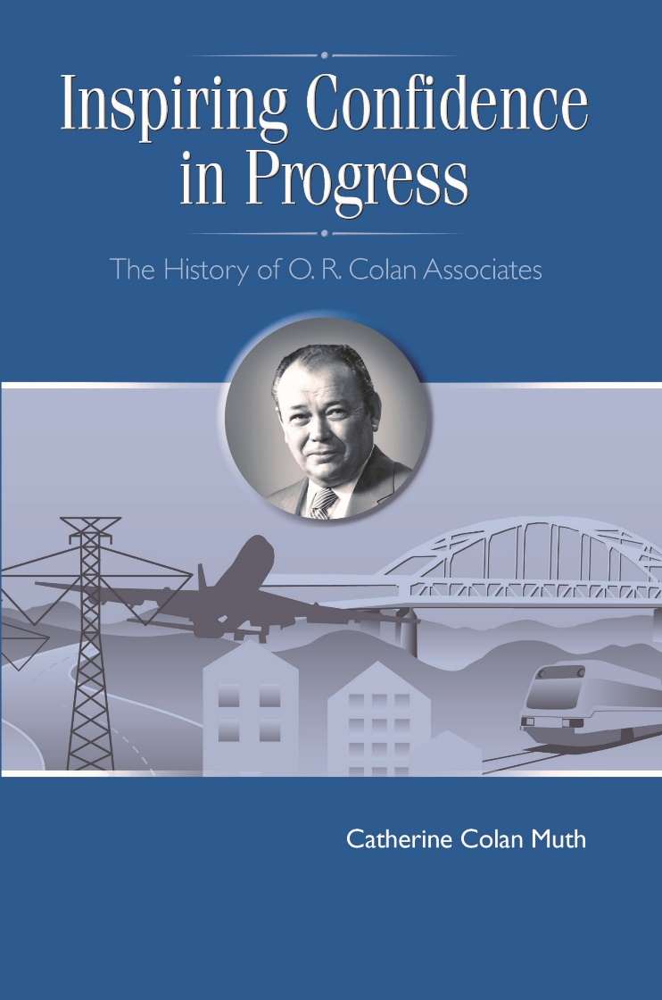 Inspiring Confidence
in Progress
The History of O. R. Colan Associates
Catherine Colan Muth